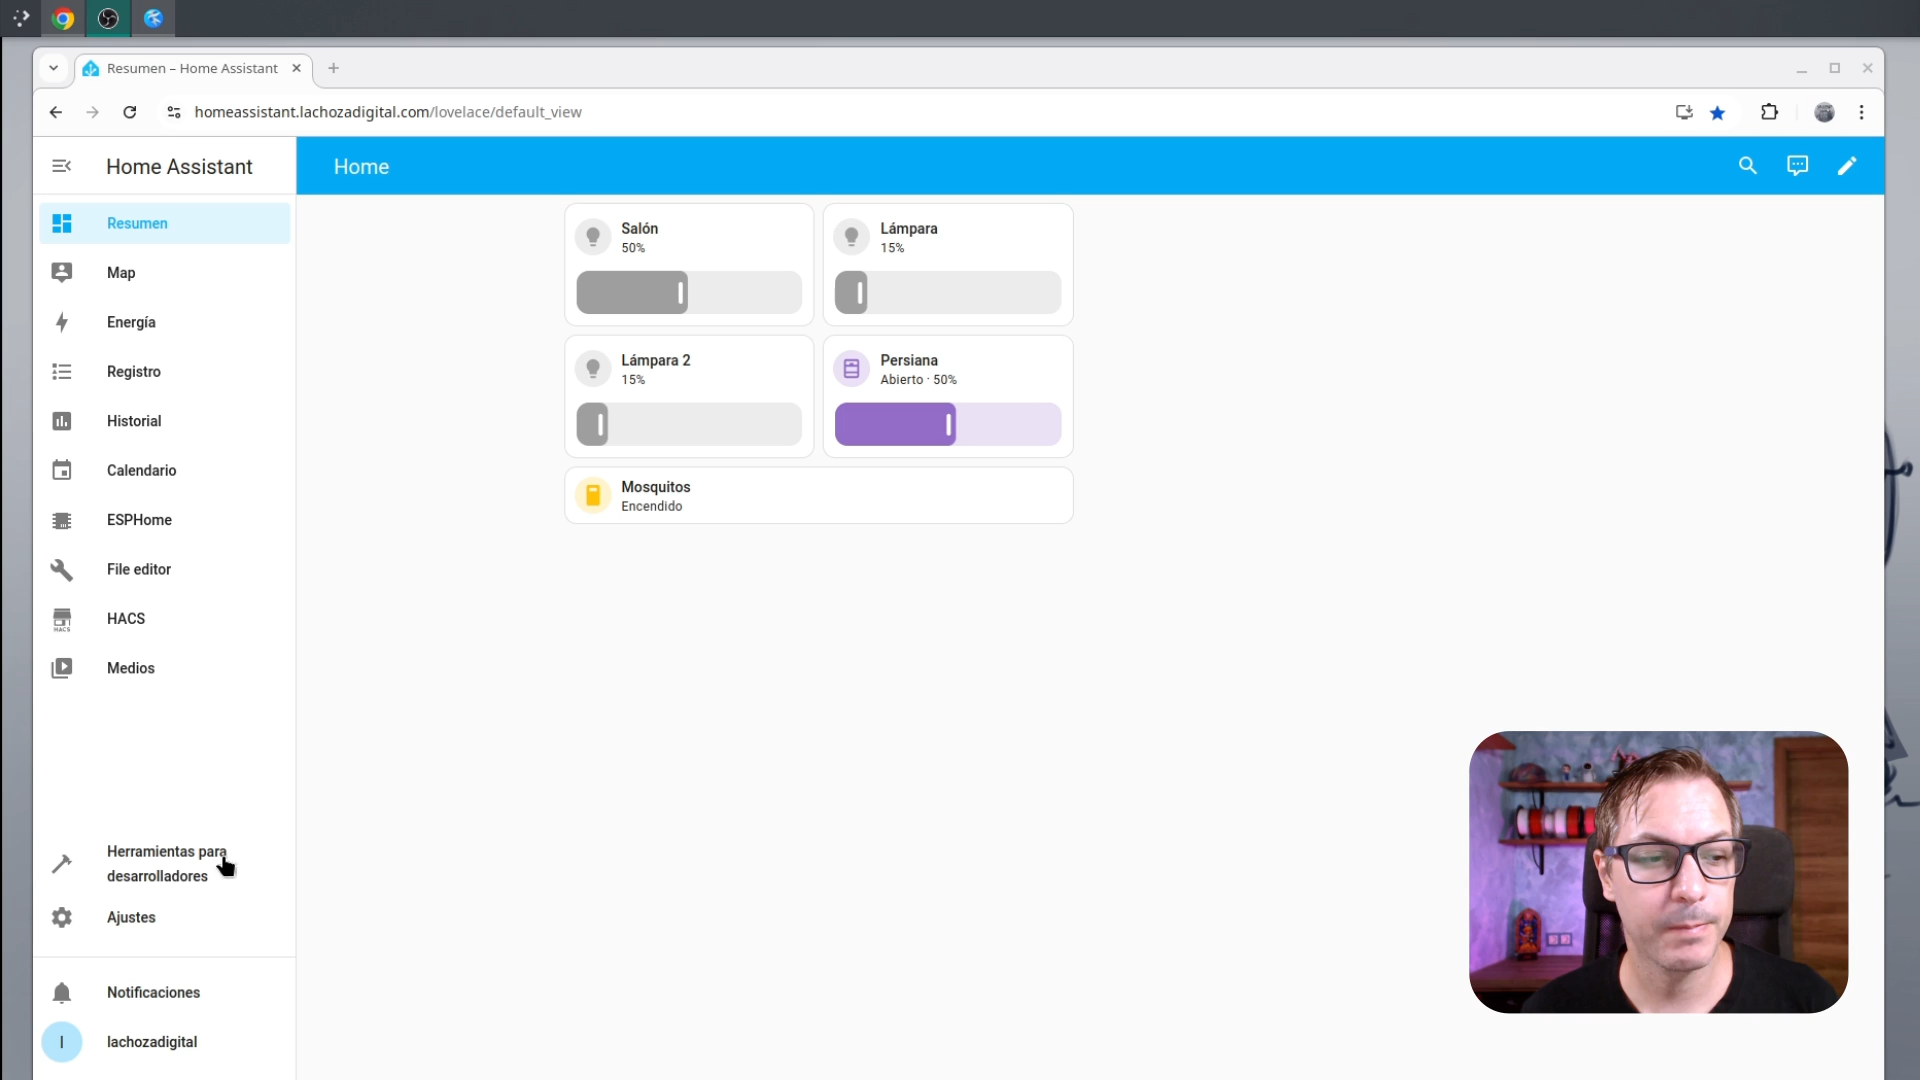 Resumen – Home Assistant
homeassistant.lachozadigital.com/lovelace/default_view
Home Assistant
Home
Resumen
Map
Energía
Registro
Historial
Calendario
ESPHome
File editor
HACS
HACS
Medios
Herramientas para
desarrolladores
Ajustes
Notificaciones
l
lachozadigital
Salón
50%
Lámpara
15%
Lámpara 2
15%
Persiana
Abierto · 50%
Mosquitos
Encendido